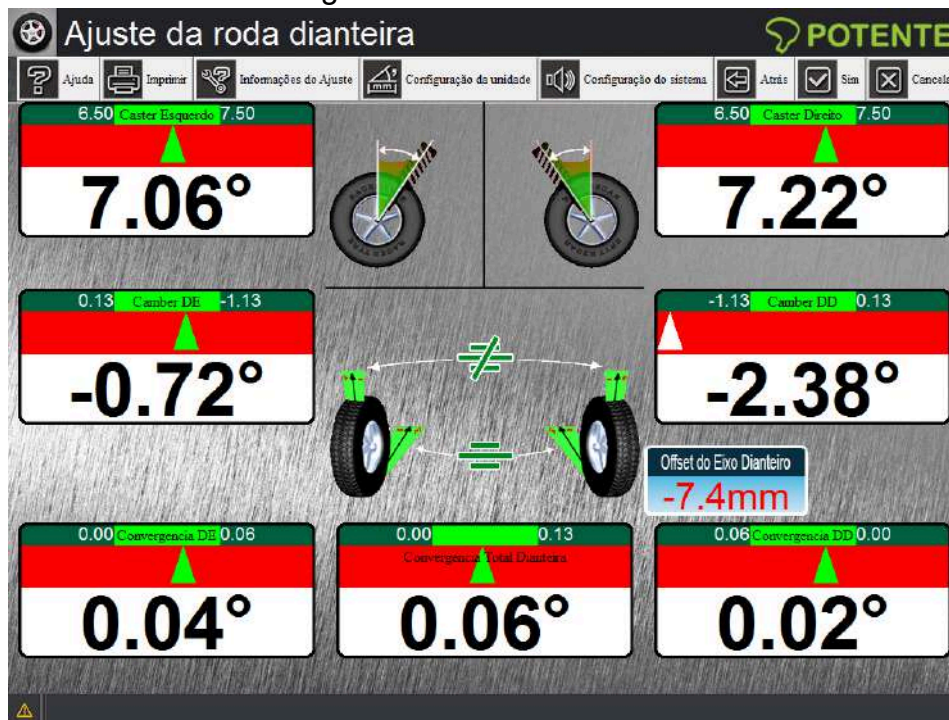 Ajuste da roda dianteira
POTENTE
Ajuda Imprimir Informações do Ajuste Configuração da unidade Configuração do sistema Atrás Sim Cancela
6.50 Caster Esquerdo 7.50
7.06°
6.50 Caster Direito 7.50
7.22°
0.13 Camber DE -1.13
-0.72°
-1.13 Camber DD 0.13
-2.38°
Offset do Eixo Dianteiro
-7.4mm
0.00 Convergencia DE 0.06
0.04°
0.00 0.13
Convergencia Total Dianteira
0.06°
0.06 Convergencia DD 0.00
0.02°